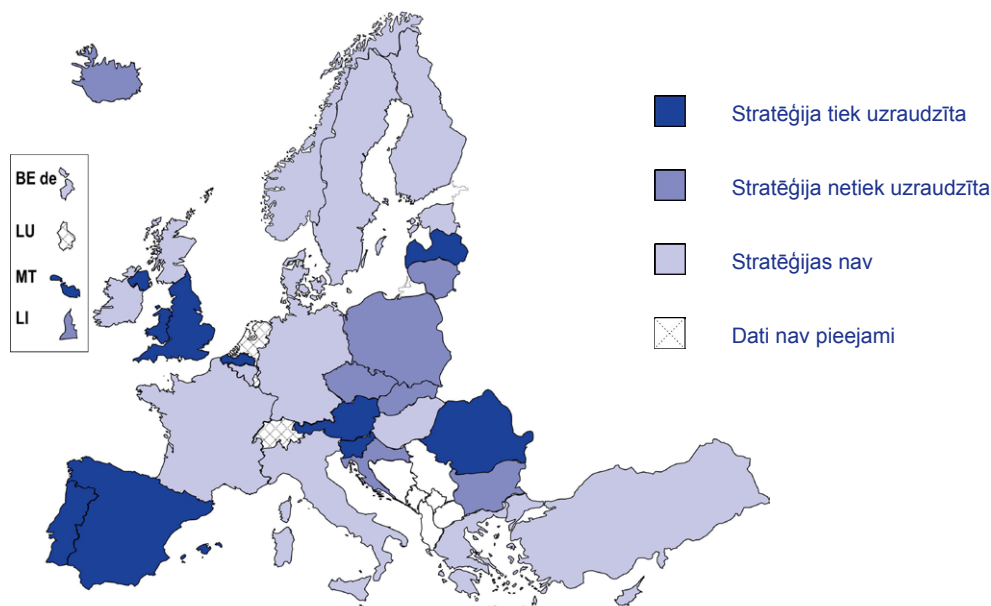 BE de
LU
MT
LI
Stratēģija tiek uzraudzīta
Stratēģija netiek uzraudzīta
Stratēģijas nav
Dati nav pieejami